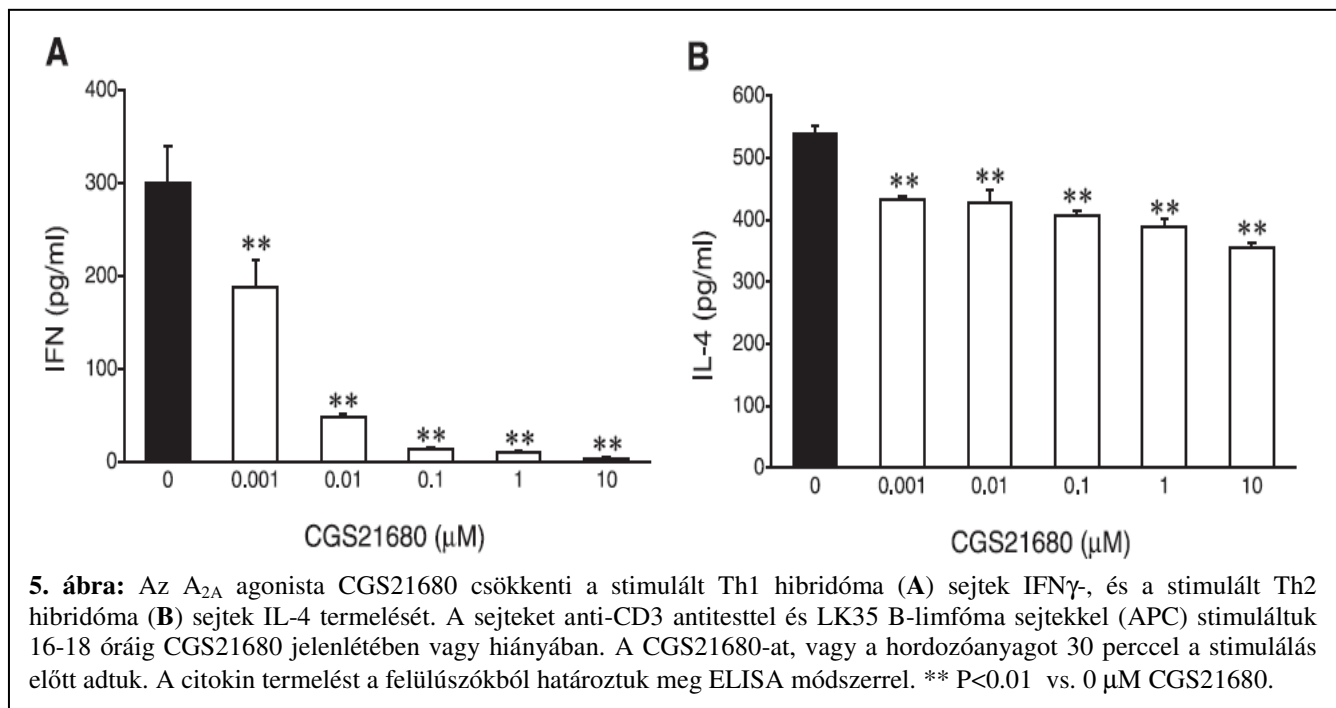 A
400
300
200
100
0
IFN (pg/ml)
**
**
**
**
**
0 0.001 0.01 0.1 1 10
CGS21680 (μM)
B
600
500
400
300
200
100
0
IL-4 (pg/ml)
**
**
**
**
**
0 0.001 0.01 0.1 1 10
CGS21680 (μM)
5. ábra: Az A2A agonista CGS21680 csökkenti a stimulált Th1 hibridóma (A) sejtek IFNγ-, és a stimulált Th2
hibridóma (B) sejtek IL-4 termelését. A sejteket anti-CD3 antitesttel és LK35 B-limfóma sejtekkel (APC) stimuláltuk
16-18 óráig CGS21680 jelenlétében vagy hiányában. A CGS21680-at, vagy a hordozóanyagot 30 perccel a stimulálás
előtt adtuk. A citokin termelést a felülúszókból határoztuk meg ELISA módszerrel. ** P<0.01 vs. 0 μM CGS21680.